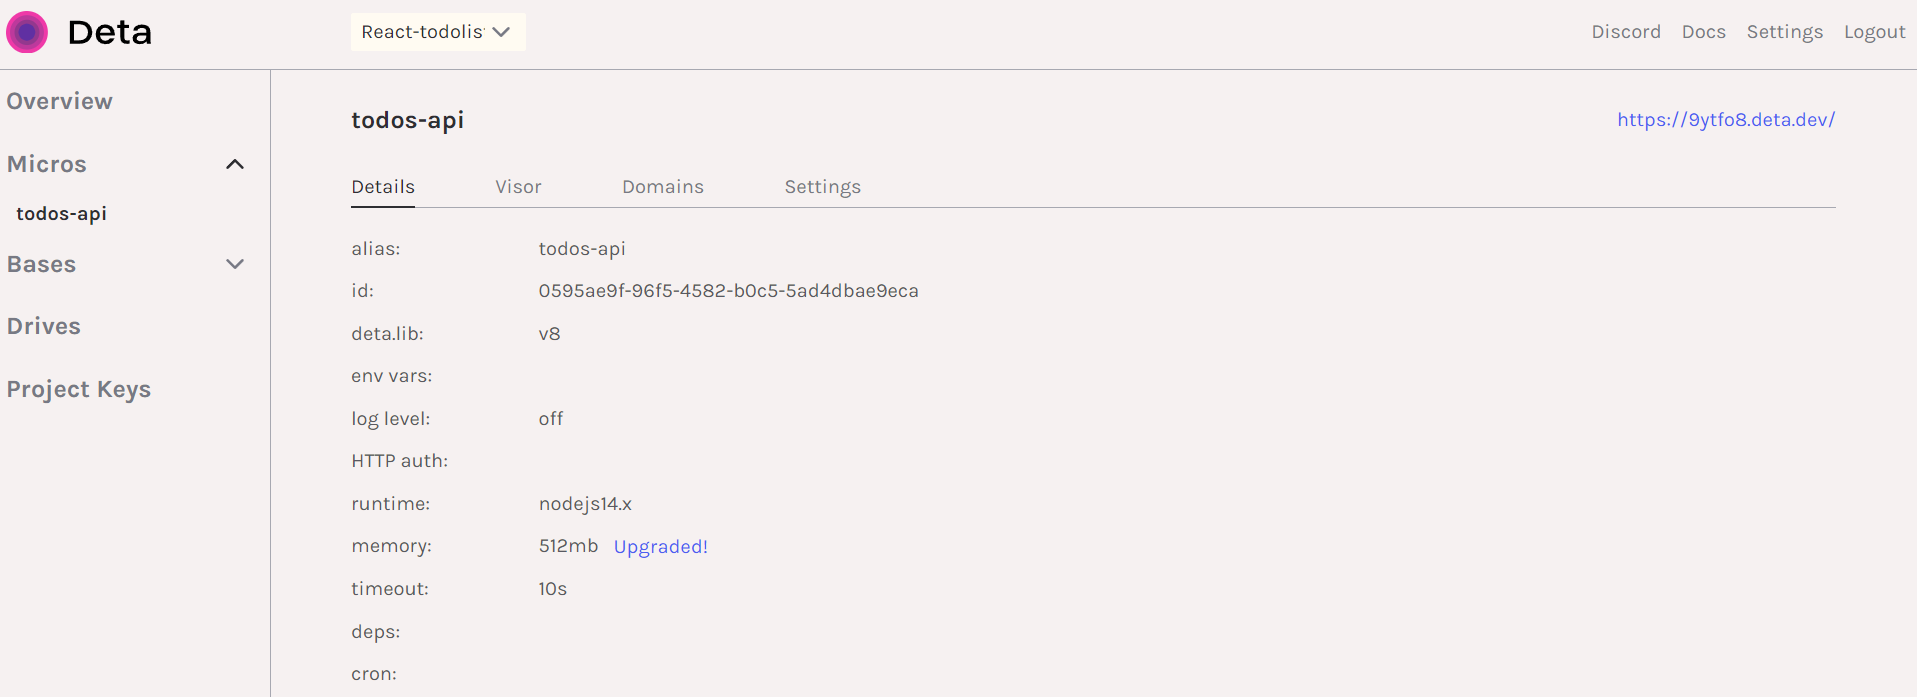 Deta
React-todolis
Discord Docs Settings Logout
Overview
Micros
todos-api
Bases
Drives
Project Keys
todos-api
https://9ytfo8.deta.dev/
Details Visor Domains Settings
alias: todos-api
id: 0595ae9f-96f5-4582-b0c5-5ad4dbae9eca
deta.lib: v8
env vars:
log level: off
HTTP auth:
runtime: nodejs14.x
memory: 512mb Upgraded!
timeout: 10s
deps:
cron: